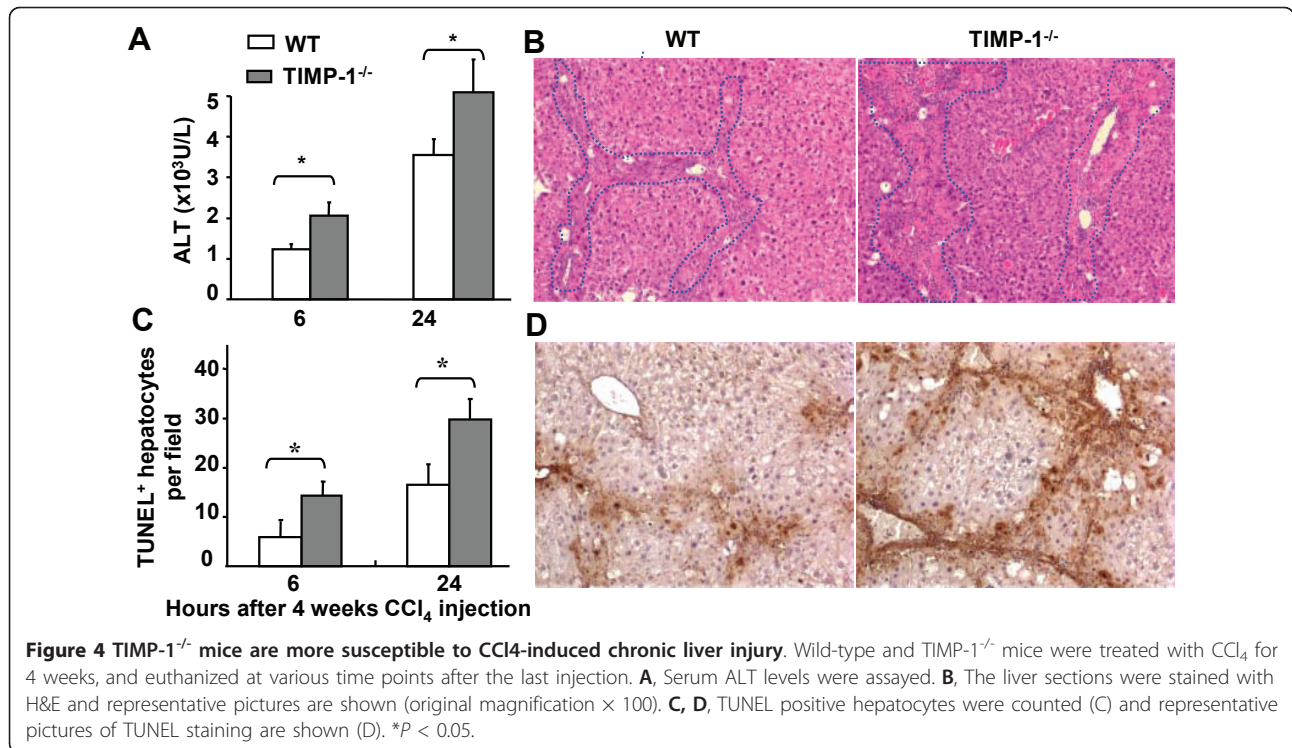 A
WT
TIMP-1-/-
*
*
ALT (x10³U/L)
5
4
3
2
1
0
6
24
B
WT
TIMP-1-/-
C
*
*
TUNEL⁺ hepatocytes
per field
40
30
20
10
0
6
24
Hours after 4 weeks CCl₄ injection
D
Figure 4 TIMP-1-/- mice are more susceptible to CCl4-induced chronic liver injury. Wild-type and TIMP-1-/- mice were treated with CCl₄ for
4 weeks, and euthanized at various time points after the last injection. A, Serum ALT levels were assayed. B, The liver sections were stained with
H&E and representative pictures are shown (original magnification × 100). C, D, TUNEL positive hepatocytes were counted (C) and representative
pictures of TUNEL staining are shown (D). *P < 0.05.